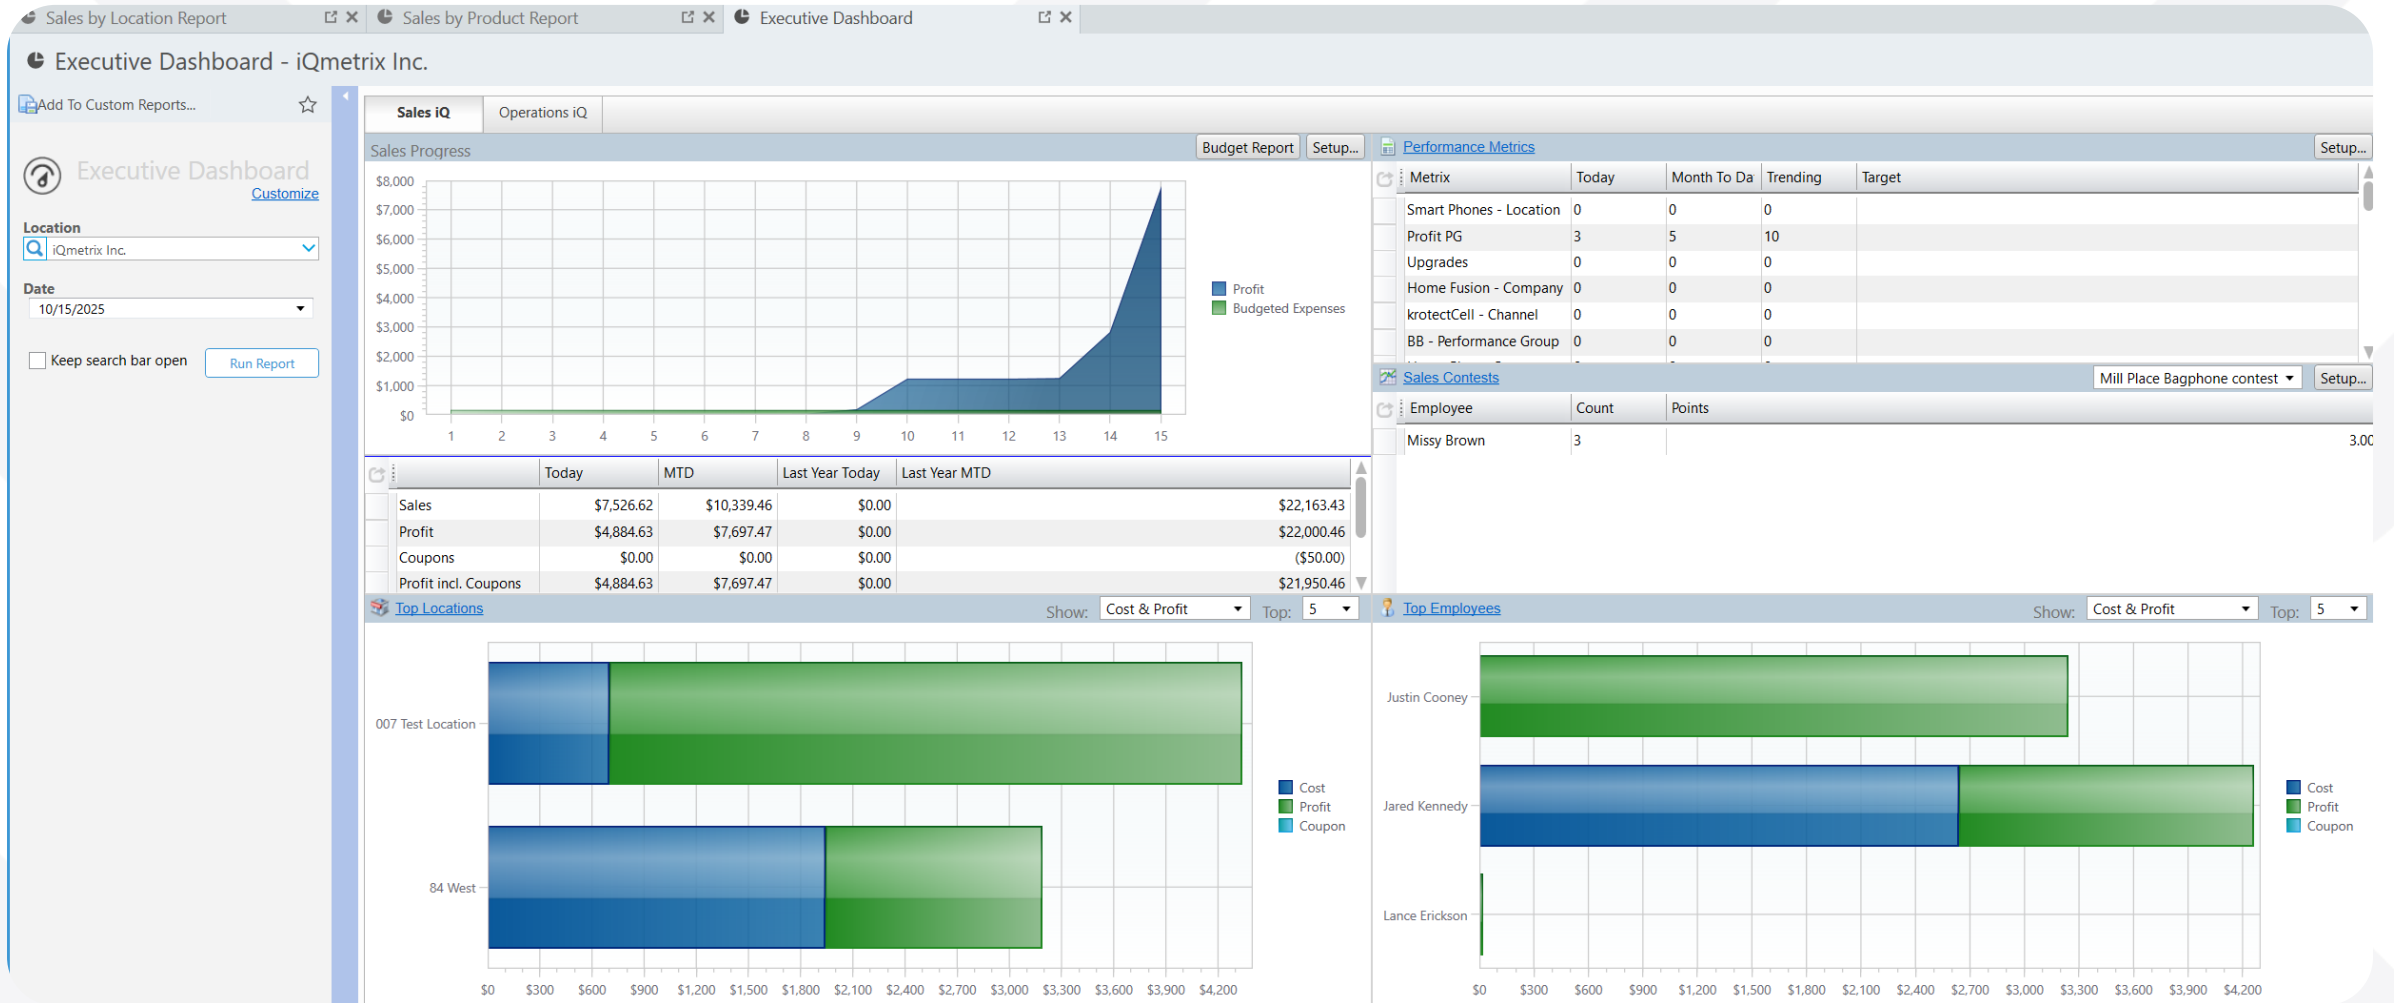 Sales by Location Report
Sales by Product Report
Executive Dashboard
Executive Dashboard - iQmetrix Inc.
Add To Custom Reports...
Executive Dashboard
Customize
Location
iQmetrix Inc.
Date
10/15/2025
Keep search bar open
Run Report
Sales iQ
Operations iQ
Sales Progress
Budget Report
Setup...
$8,000
$7,000
$6,000
$5,000
$4,000
$3,000
$2,000
$1,000
$0
1 2 3 4 5 6 7 8 9 10 11 12 13 14 15
Profit
Budgeted Expenses
Today MTD Last Year Today Last Year MTD
Sales $7,526.62 $10,339.46 $0.00 $22,163.43
Profit $4,884.63 $7,697.47 $0.00 $22,000.46
Coupons $0.00 $0.00 $0.00 ($50.00)
Profit incl. Coupons $4,884.63 $7,697.47 $0.00 $21,950.46
Performance Metrics
Setup...
Metrix Today Month To Da Trending Target
Smart Phones - Location 0 0 0
Profit PG 3 5 10
Upgrades 0 0 0
Home Fusion - Company 0 0 0
krotectCell - Channel 0 0 0
BB - Performance Group 0 0 0
Sales Contests
Mill Place Bagphone contest
Setup...
Employee Count Points
Missy Brown 3 3.00
Top Locations
Show: Cost & Profit Top: 5
007 Test Location
84 West
$0 $300 $600 $900 $1,200 $1,500 $1,800 $2,100 $2,400 $2,700 $3,000 $3,300 $3,600 $3,900 $4,200
Cost
Profit
Coupon
Top Employees
Show: Cost & Profit Top: 5
Justin Cooney
Jared Kennedy
Lance Erickson
$0 $300 $600 $900 $1,200 $1,500 $1,800 $2,100 $2,400 $2,700 $3,000 $3,300 $3,600 $3,900 $4,200
Cost
Profit
Coupon